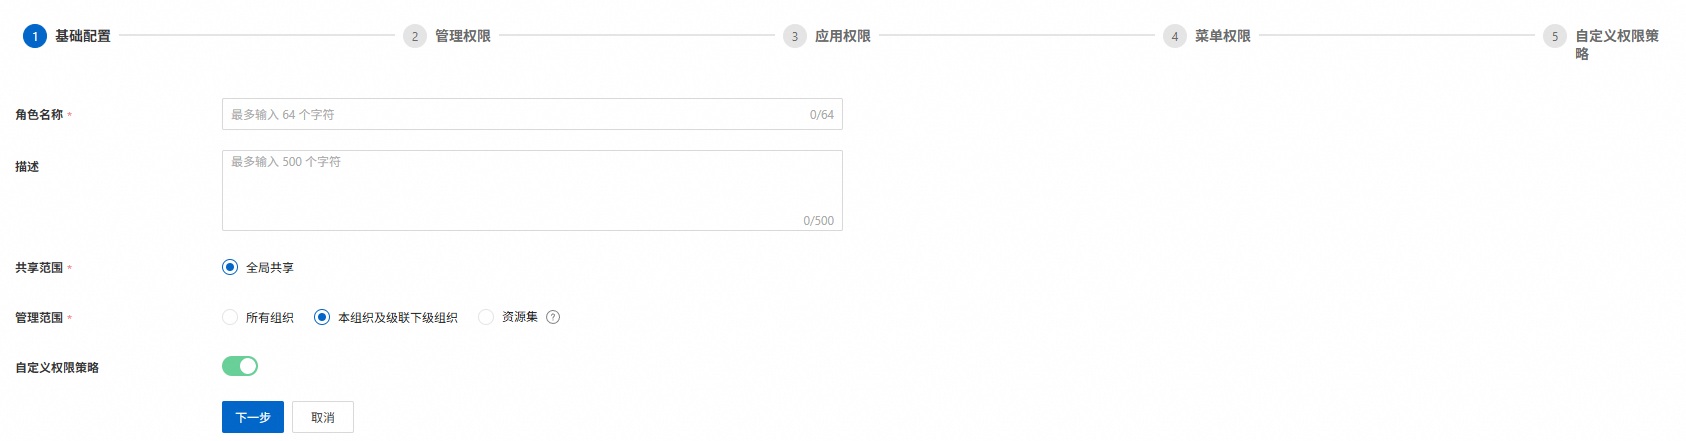 1 基础配置
2 管理权限
3 应用权限
4 菜单权限
5 自定义权限策
略
角色名称 *
最多输入 64 个字符 0/64
描述
最多输入 500 个字符
0/500
共享范围 *
全局共享
管理范围 *
所有组织 本组织及级联下级组织 资源集 ?
自定义权限策略
下一步 取消